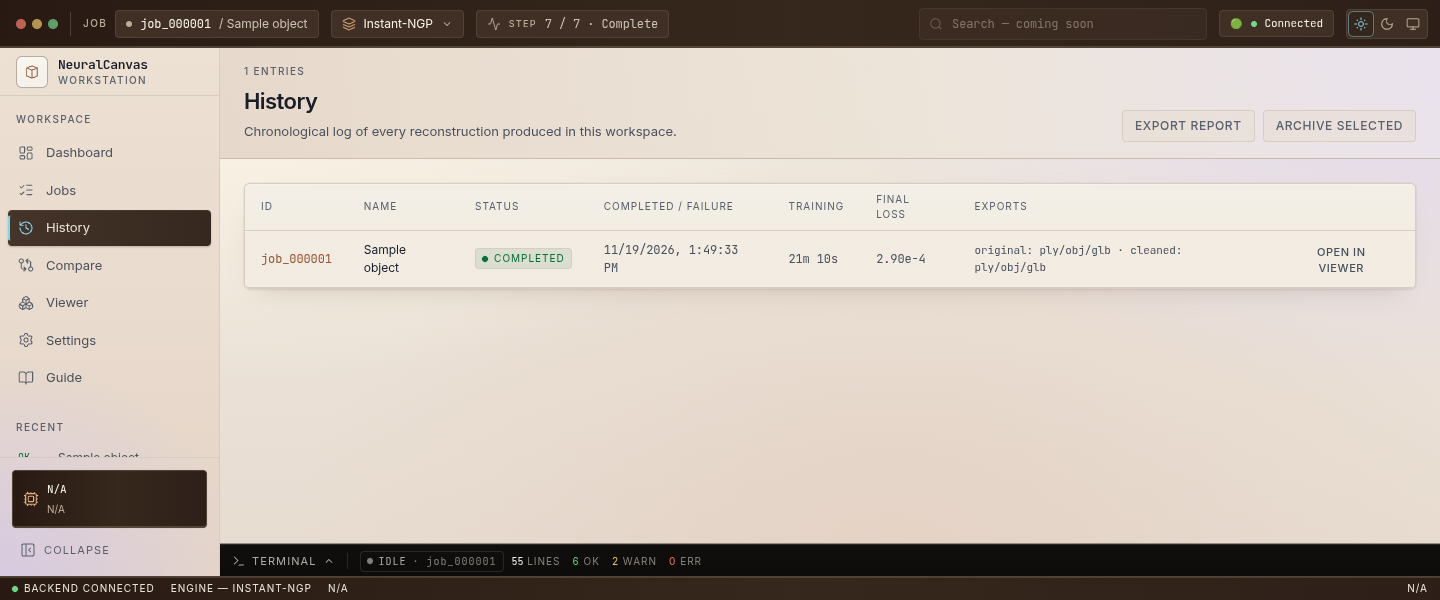 JOB
job_000001 / Sample object
Instant-NGP
STEP 7 / 7 · Complete
Search — coming soon
Connected
NeuralCanvas
WORKSTATION
WORKSPACE
Dashboard
Jobs
History
Compare
Viewer
Settings
Guide
RECENT
OK Sample object
N/A
N/A
COLLAPSE
1 ENTRIES
History
Chronological log of every reconstruction produced in this workspace.
EXPORT REPORT
ARCHIVE SELECTED
ID NAME STATUS COMPLETED / FAILURE TRAINING FINAL
LOSS
EXPORTS
job_000001
Sample
object
COMPLETED
11/19/2026, 1:49:33
PM
21m 10s
2.90e-4
original: ply/obj/glb · cleaned:
ply/obj/glb
OPEN IN
VIEWER
TERMINAL
IDLE · job_000001
55 LINES 6 OK 2 WARN 0 ERR
BACKEND CONNECTED ENGINE — INSTANT-NGP N/A
N/A